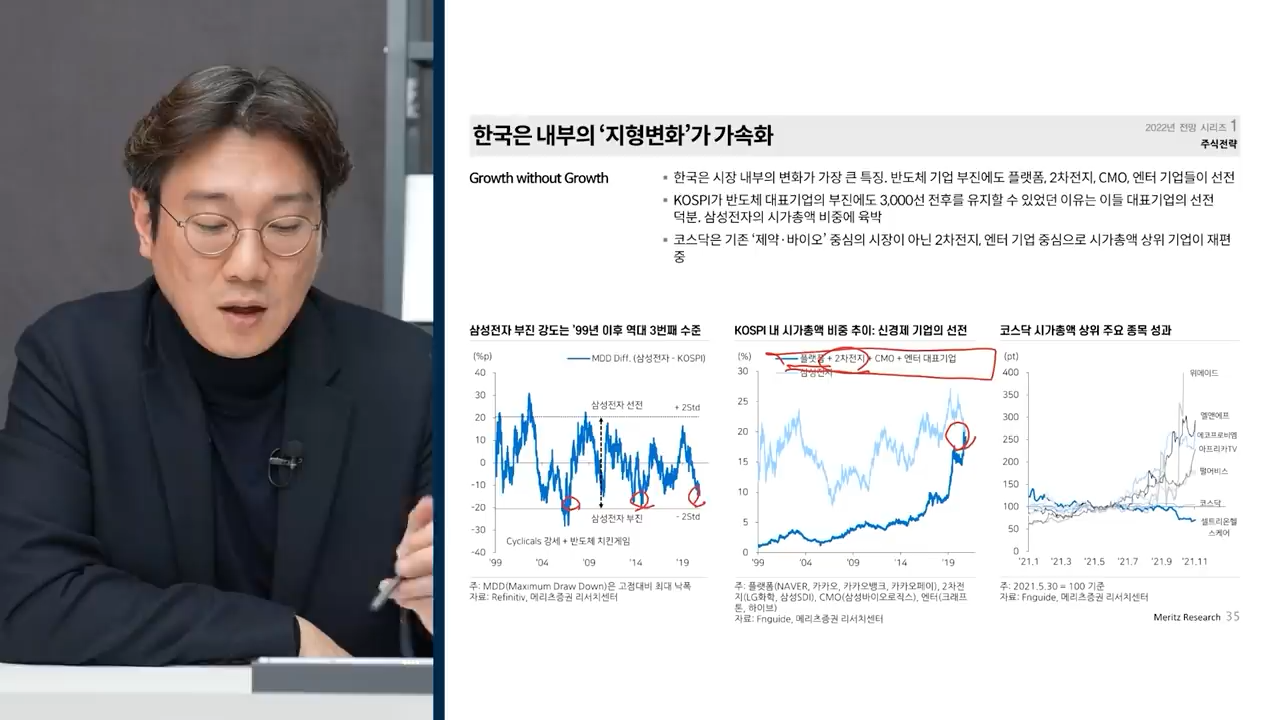 한국은 내부의 ‘지형변화’가 가속화
2022년 전망 시리즈 1
주식전략
Growth without Growth
▪ 한국은 시장 내부의 변화가 가장 큰 특징. 반도체 기업 부진에도 플랫폼, 2차전지, CMO, 엔터 기업들이 선전
▪ KOSPI가 반도체 대표기업의 부진에도 3,000선 전후를 유지할 수 있었던 이유는 이들 대표기업의 선전
덕분. 삼성전자의 시가총액 비중에 육박
▪ 코스닥은 기존 ‘제약·바이오’ 중심의 시장이 아닌 2차전지, 엔터 기업 중심으로 시가총액 상위 기업이 재편
중
삼성전자 부진 강도는 ’99년 이후 역대 3번째 수준
(%p)
MDD Diff. (삼성전자 - KOSPI)
40
30
20
10
0
-10
-20
-30
-40
삼성전자 선전
+ 2Std
삼성전자 부진
- 2Std
Cyclicals 강세 + 반도체 치킨게임
'99 '04 '09 '14 '19
주: MDD(Maximum Draw Down)은 고점대비 최대 낙폭
자료: Refinitiv, 메리츠증권 리서치센터
KOSPI 내 시가총액 비중 추이: 신경제 기업의 선전
(%)
플랫폼 + 2차전지 + CMO + 엔터 대표기업
삼성전자
30
25
20
15
10
5
0
'99 '04 '09 '14 '19
주: 플랫폼(NAVER, 카카오, 카카오뱅크, 카카오페이), 2차전
지(LG화학, 삼성SDI), CMO(삼성바이오로직스), 엔터(크래프
톤, 하이브)
자료: Fnguide, 메리츠증권 리서치센터
코스닥 시가총액 상위 주요 종목 성과
(pt)
400
350
300
250
200
150
100
50
0
위메이드
엘앤에프
에코프로비엠
아프리카TV
펄어비스
코스닥
셀트리온헬
스케어
'21.1 '21.3 '21.5 '21.7 '21.9 '21.11
주: 2021.5.30 = 100 기준
자료: Fnguide, 메리츠증권 리서치센터
Meritz Research 35